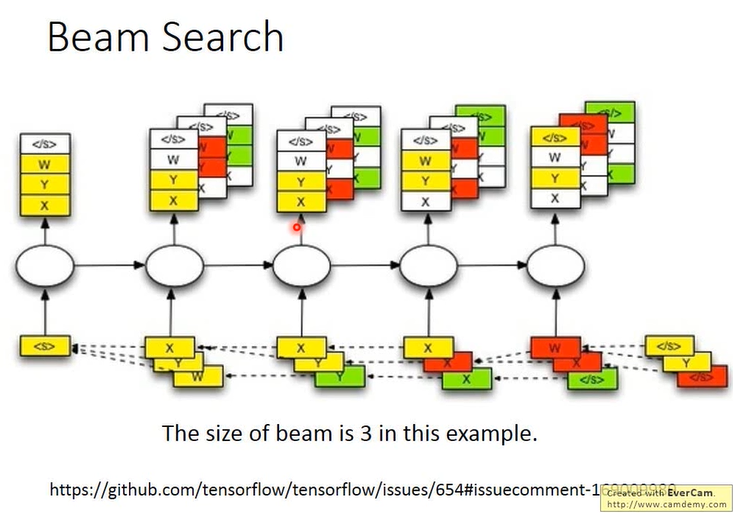 Beam Search
</S> </S> </S> </S> </S>
</S> </S> </S> </S>
</S> </S> </S> </S> </S>
W W W W W
Y Y Y Y Y
X X X X X
<S> X X X W </S>
Y Y X X Y
W Y X </S> </S>
The size of beam is 3 in this example.
https://github.com/tensorflow/tensorflow/issues/654#issuecomment-
Created with EverCam.
http://www.camdemy.com